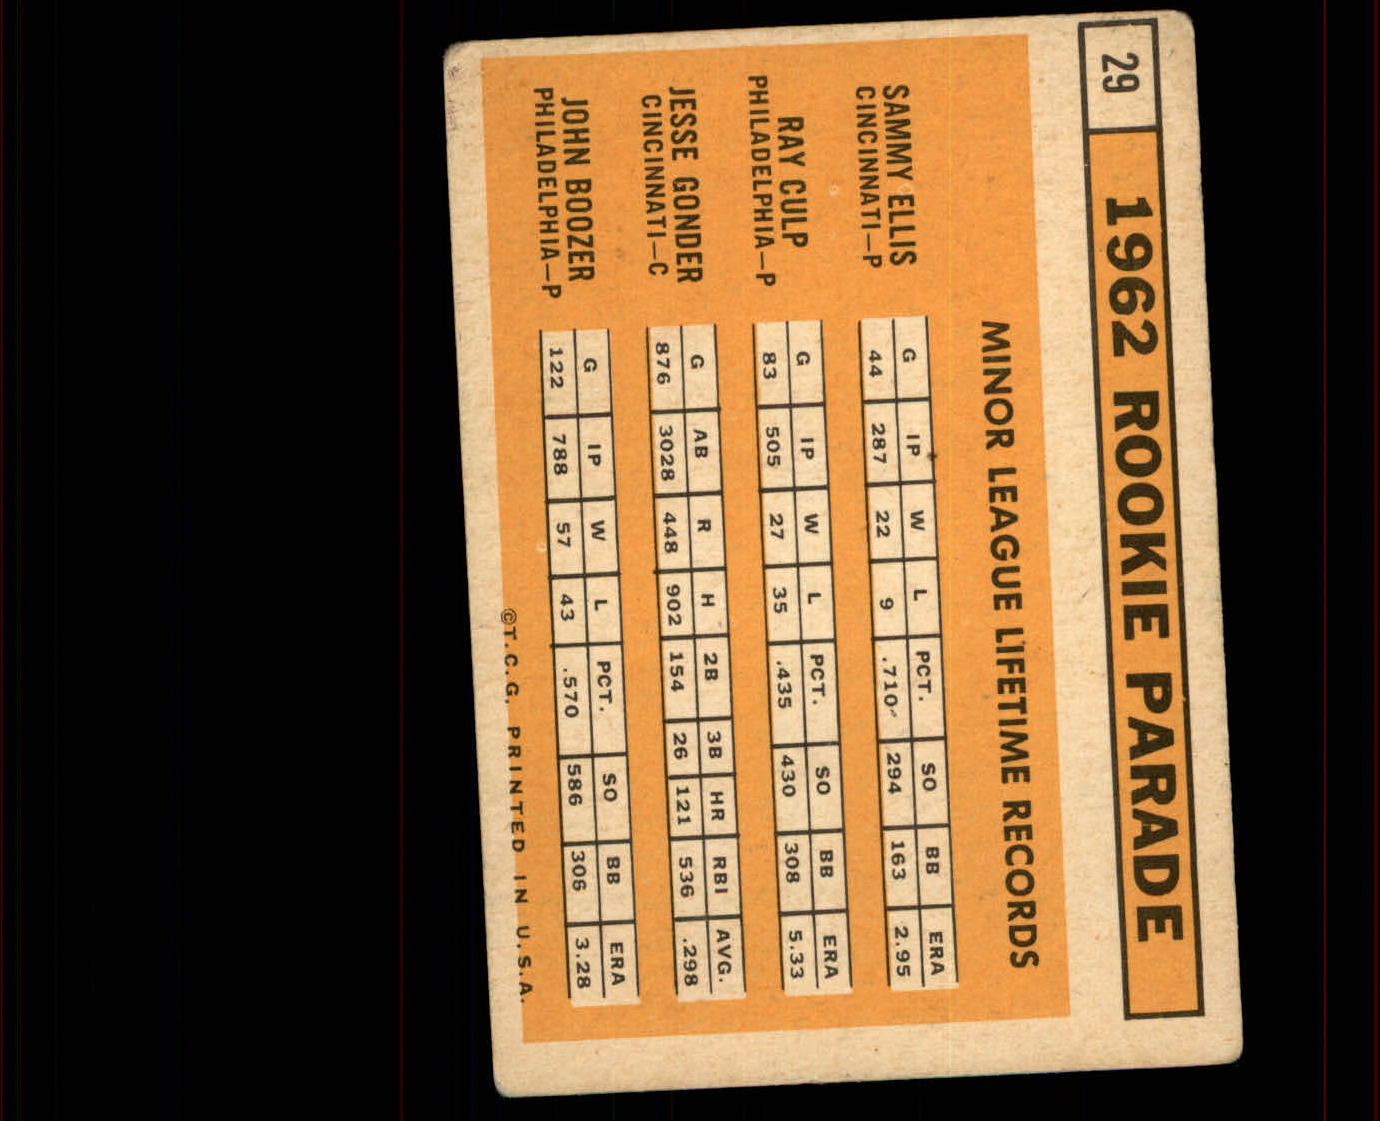 29
1962 ROOKIE PARADE
MINOR LEAGUE LIFETIME RECORDS
SAMMY ELLIS
CINCINNATI—P
G IP W L PCT. SO BB ERA
44 287 22 9 .710 294 163 2.95
RAY CULP
PHILADELPHIA—P
G IP W L PCT. SO BB ERA
83 505 27 35 .435 430 308 5.33
JESSE GONDER
CINCINNATI—C
G AB R H 2B 3B HR RBI AVG.
876 3028 448 902 154 26 121 536 .298
JOHN BOOZER
PHILADELPHIA—P
G IP W L PCT. SO BB ERA
122 788 57 43 .570 586 306 3.28
©T.C.G. PRINTED IN U.S.A.